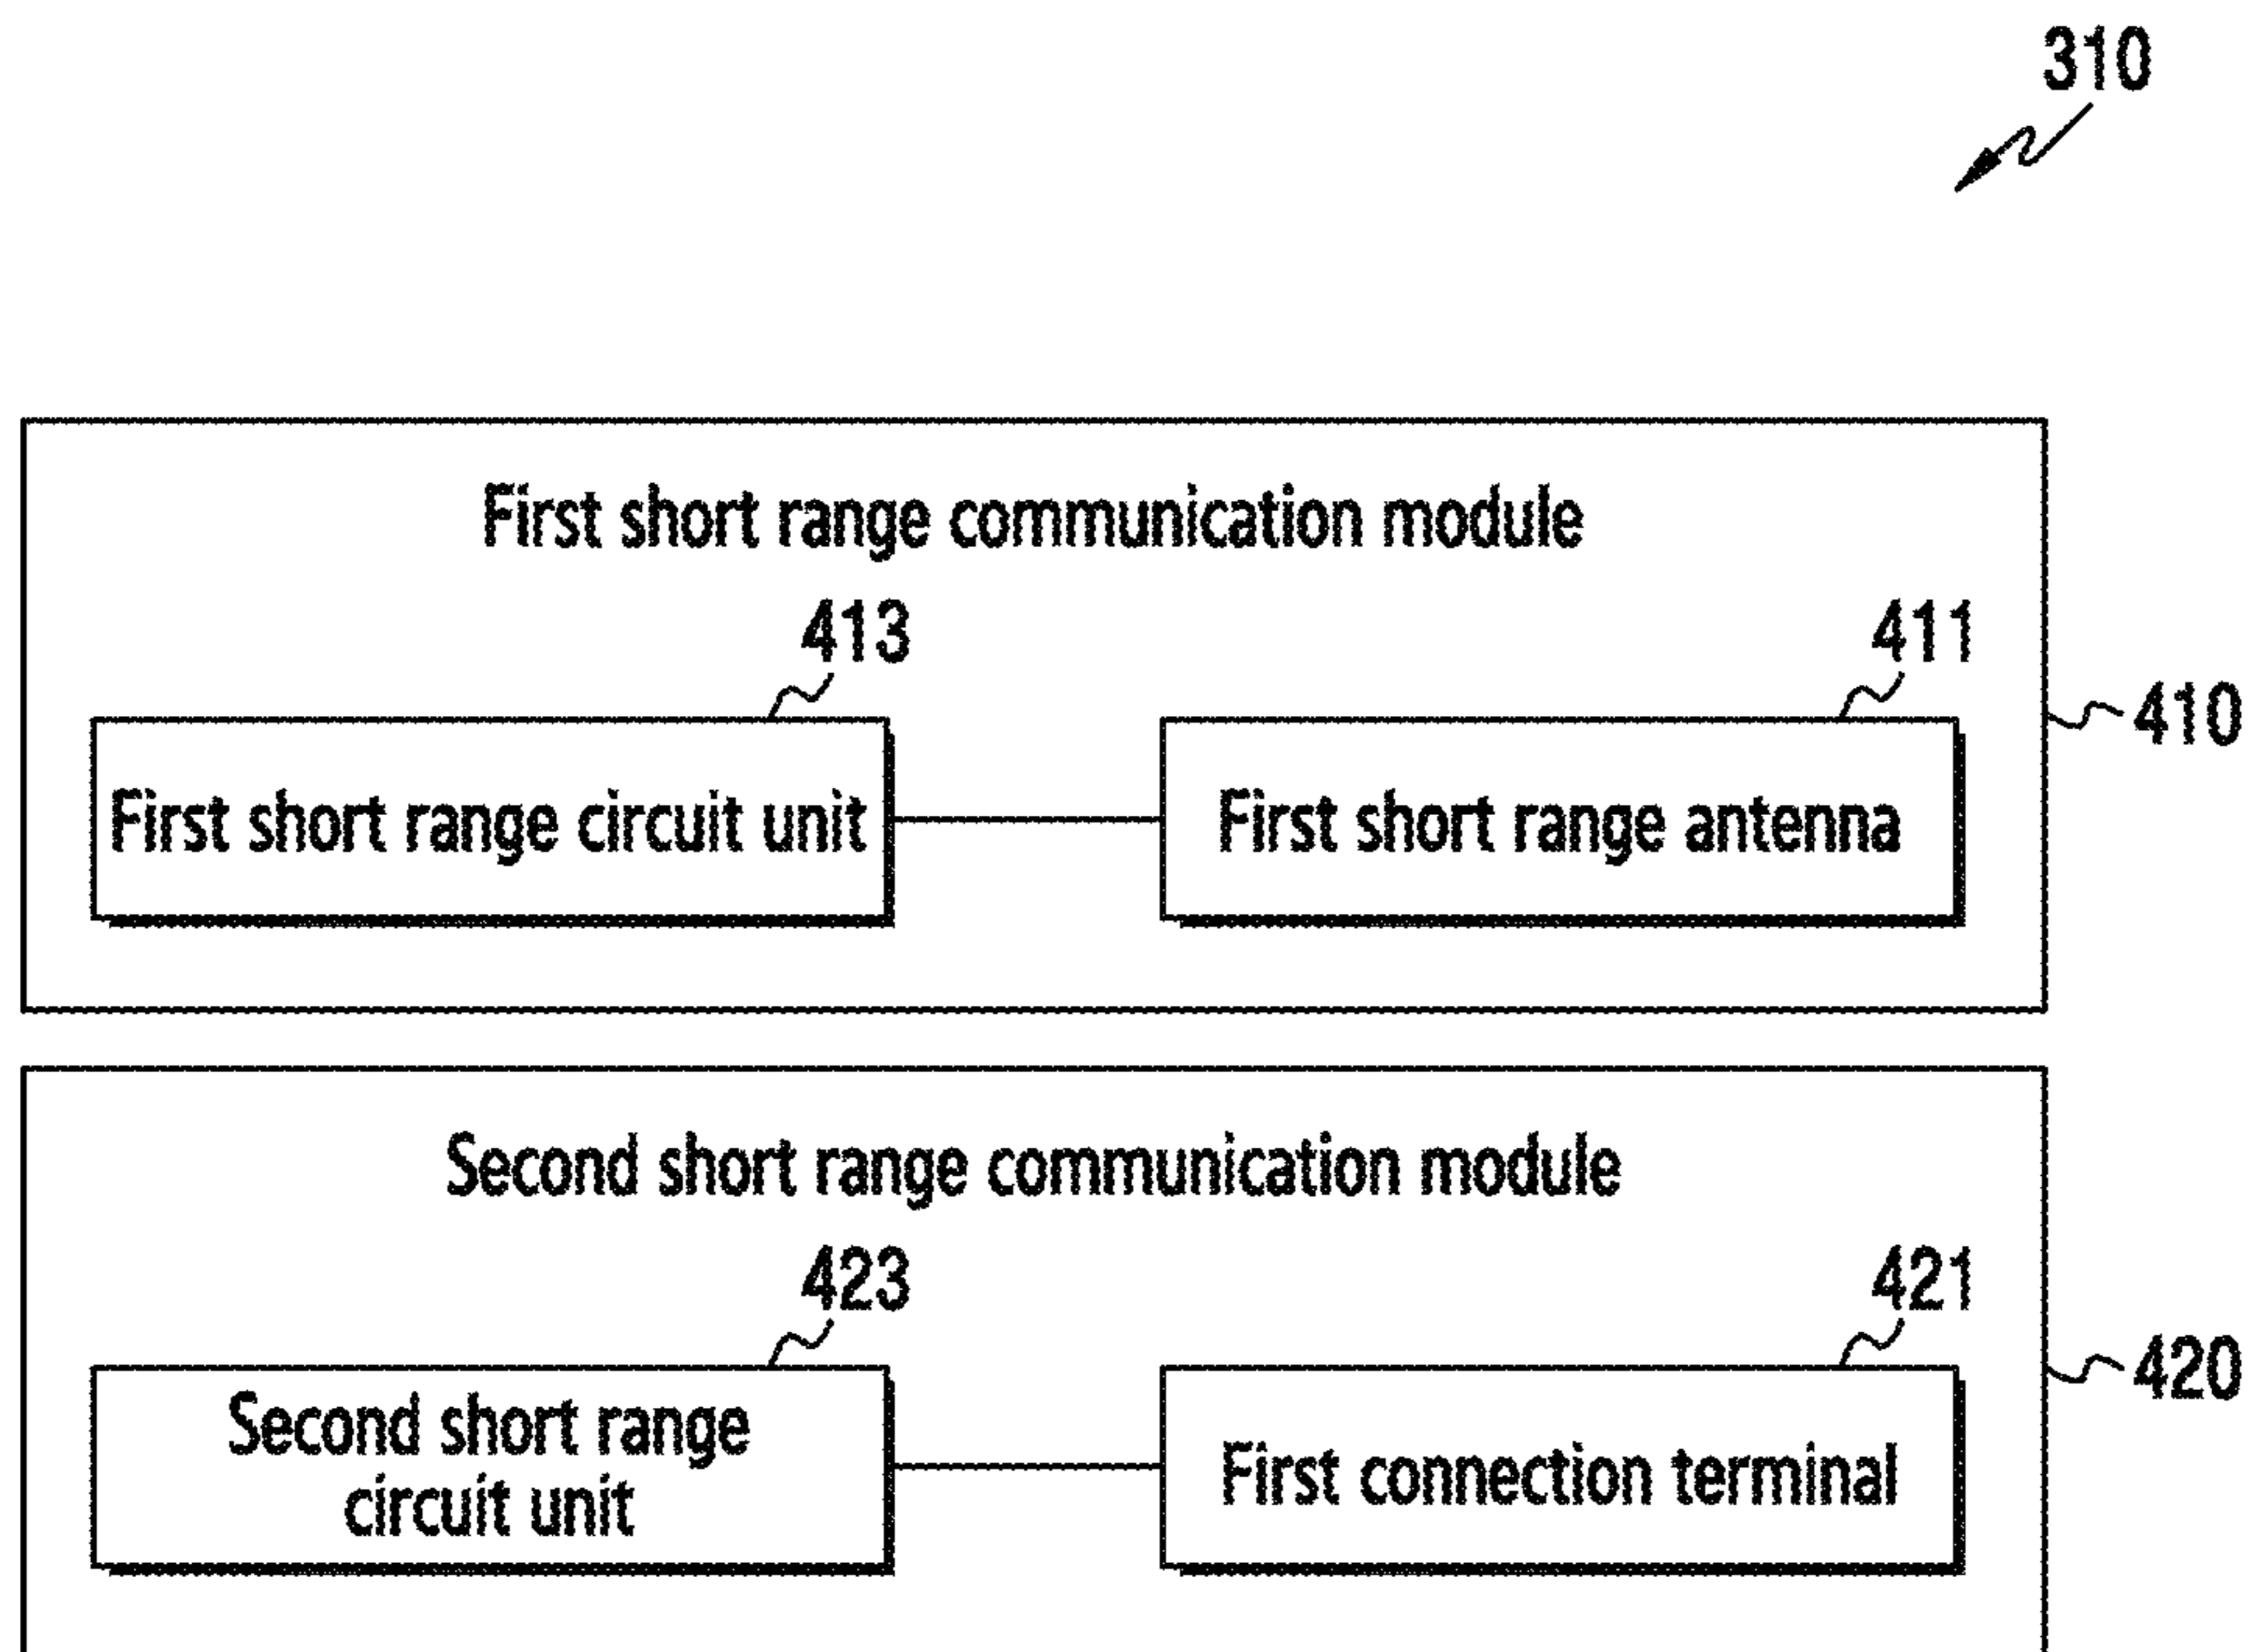 310
First short range communication module
413
411
410
First short range circuit unit
First short range antenna
Second short range communication module
423
421
420
Second short range
circuit unit
First connection terminal